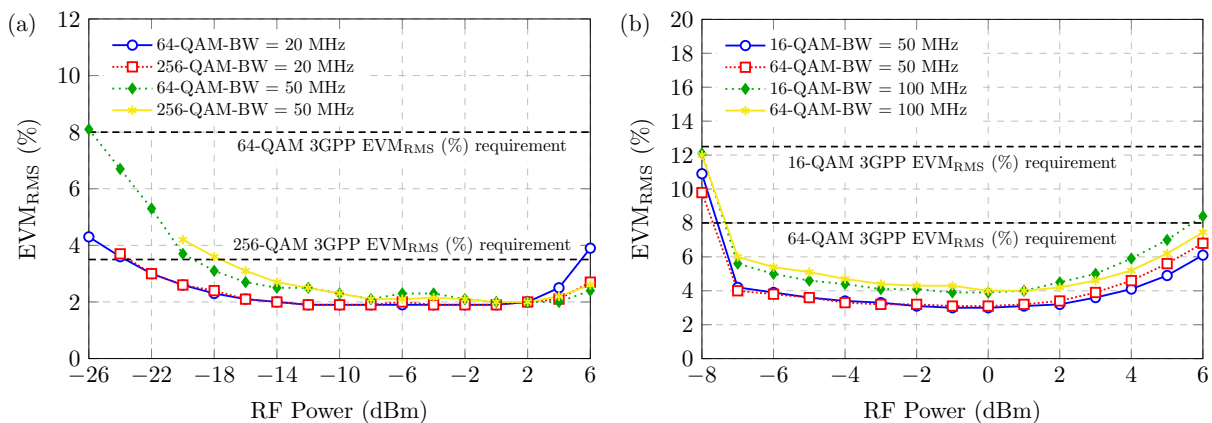 (a)
12
10
8
6
4
2
0
EVM_RMS (%)
64-QAM-BW = 20 MHz
256-QAM-BW = 20 MHz
64-QAM-BW = 50 MHz
256-QAM-BW = 50 MHz
64-QAM 3GPP EVM_RMS (%) requirement
256-QAM 3GPP EVM_RMS (%) requirement
−26 −22 −18 −14 −10 −6 −2 2 6
RF Power (dBm)
(b)
20
18
16
14
12
10
8
6
4
2
0
EVM_RMS (%)
16-QAM-BW = 50 MHz
64-QAM-BW = 50 MHz
16-QAM-BW = 100 MHz
64-QAM-BW = 100 MHz
16-QAM 3GPP EVM_RMS (%) requirement
64-QAM 3GPP EVM_RMS (%) requirement
−8 −6 −4 −2 0 2 4 6
RF Power (dBm)